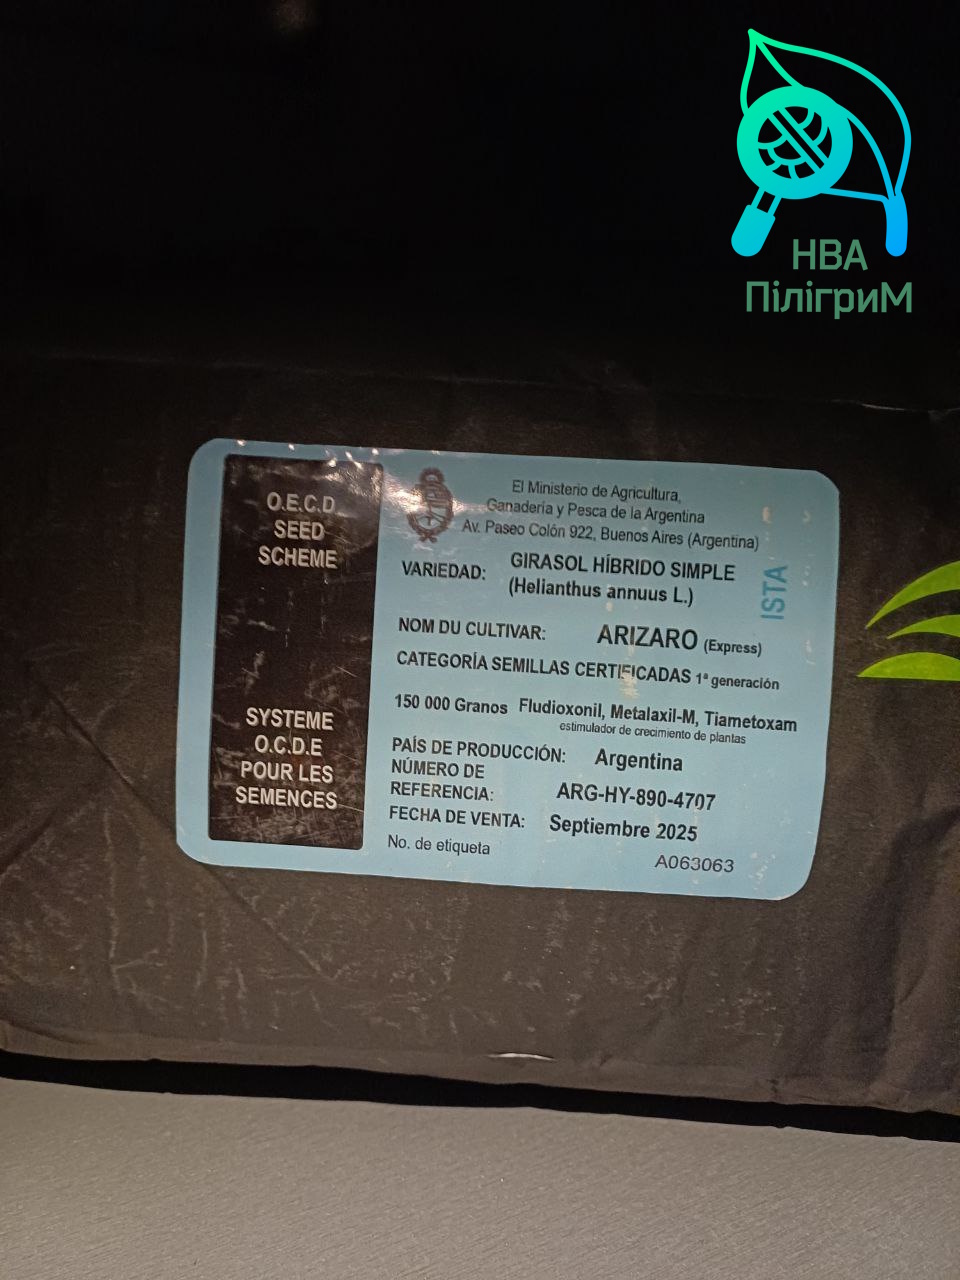 НВА
ПілігриМ
O.E.C.D
SEED
SCHEME
SYSTEME
O.C.D.E
POUR LES
SEMENCES
El Ministerio de Agricultura,
Ganadería y Pesca de la Argentina
Av. Paseo Colón 922, Buenos Aires (Argentina)
VARIEDAD: GIRASOL HÍBRIDO SIMPLE
(Helianthus annuus L.)
ISTA
NOM DU CULTIVAR: ARIZARO (Express)
CATEGORÍA SEMILLAS CERTIFICADAS 1ª generación
150 000 Granos Fludioxonil, Metalaxil-M, Tiametoxam
estimulador de crecimiento de plantas
PAÍS DE PRODUCCIÓN: Argentina
NÚMERO DE
REFERENCIA: ARG-HY-890-4707
FECHA DE VENTA: Septiembre 2025
No. de etiqueta A063063